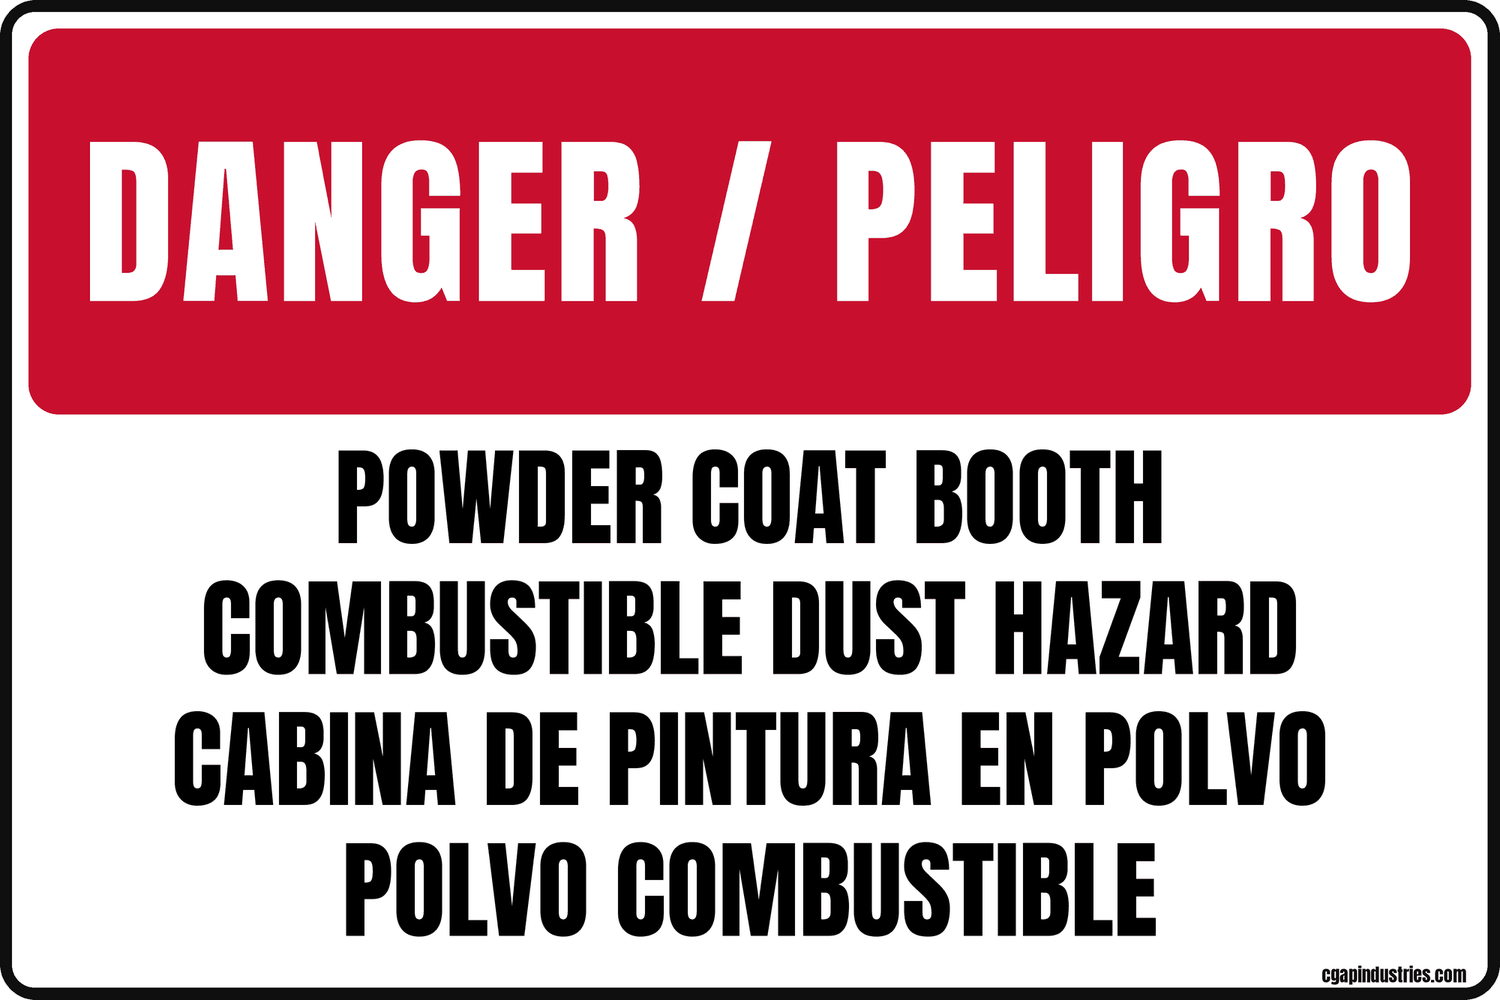 DANGER / PELIGRO
POWDER COAT BOOTH
COMBUSTIBLE DUST HAZARD
CABINA DE PINTURA EN POLVO
POLVO COMBUSTIBLE
cgapindustries.com